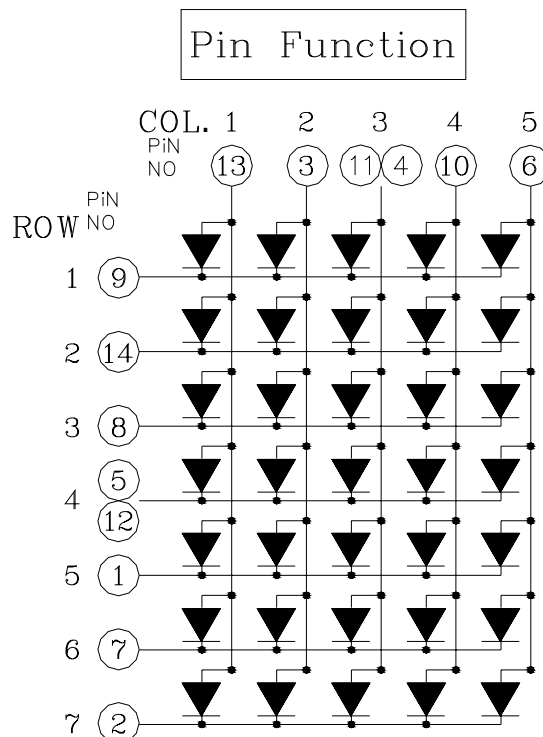 Pin Function
COL. 1 2 3 4 5
PiN
NO 13 3 11 4 10 6
PiN
ROW NO
1 9
2 14
3 8
4 5
12
5 1
6 7
7 2